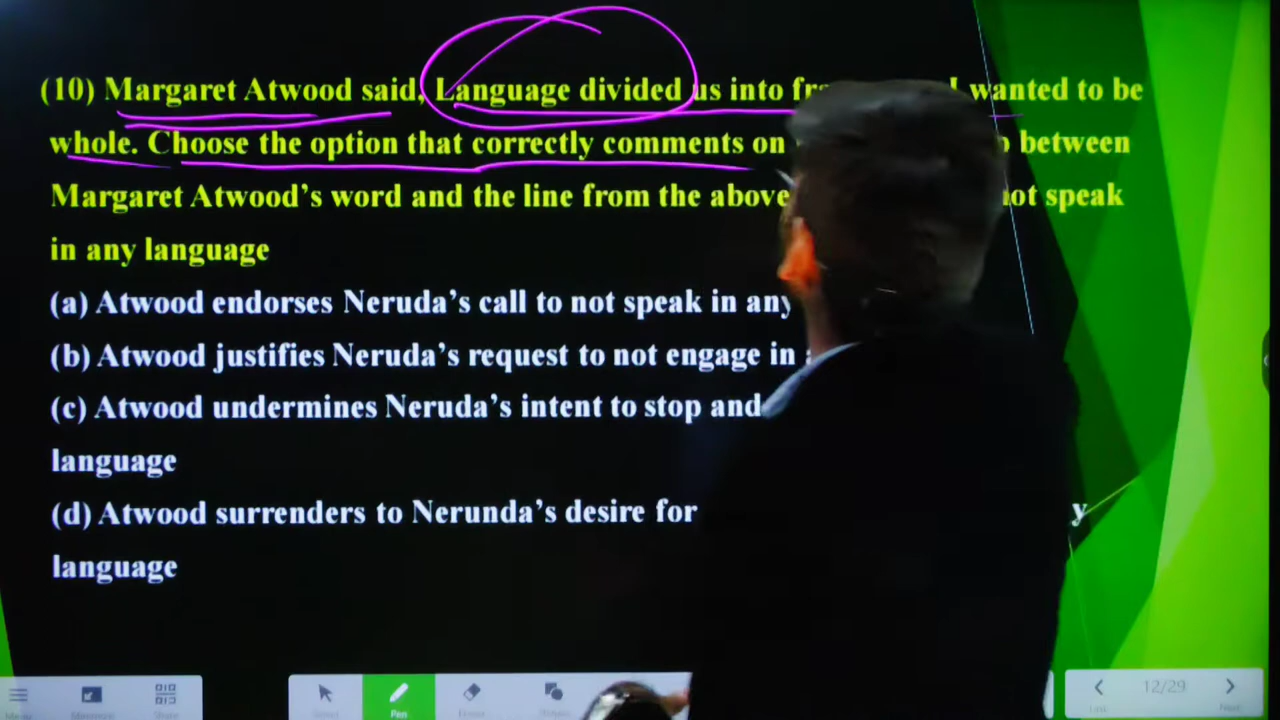 (10) Margaret Atwood said, Language divided us into I wanted to be
whole. Choose the option that correctly comments on between
Margaret Atwood's word and the line from the above not speak
in any language
(a) Atwood endorses Neruda's call to not speak in any
(b) Atwood justifies Neruda's request to not engage in
(c) Atwood undermines Neruda's intent to stop and
language
(d) Atwood surrenders to Nerunda's desire for y
language
Pen
12/29